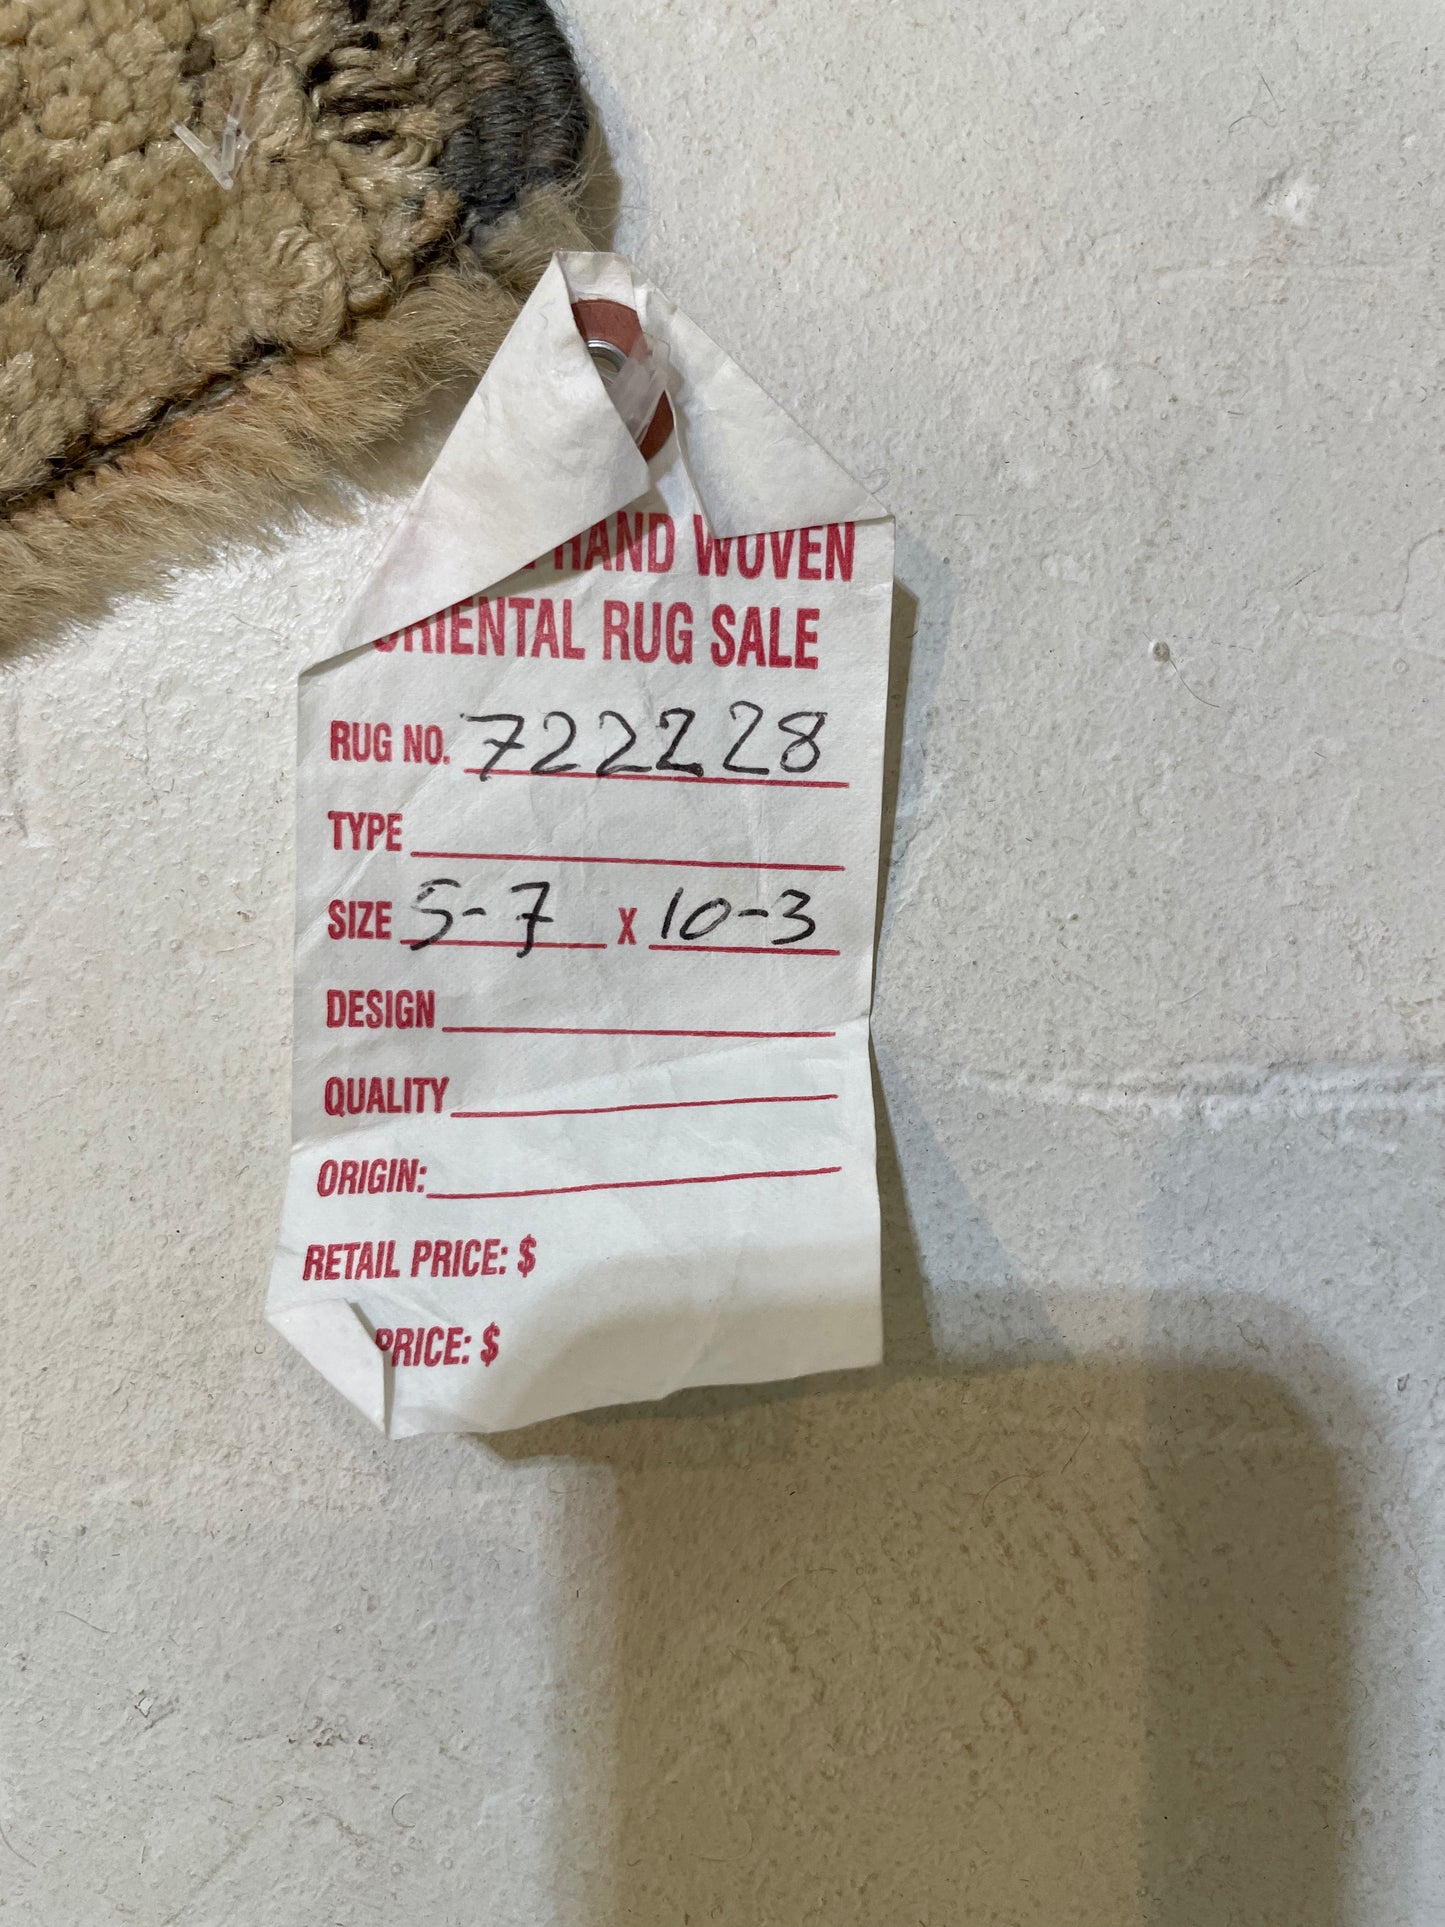 HAND WOVEN
ORIENTAL RUG SALE
RUG NO. 722228
TYPE
SIZE 5-7 X 10-3
DESIGN
QUALITY
ORIGIN:
RETAIL PRICE: $
PRICE: $